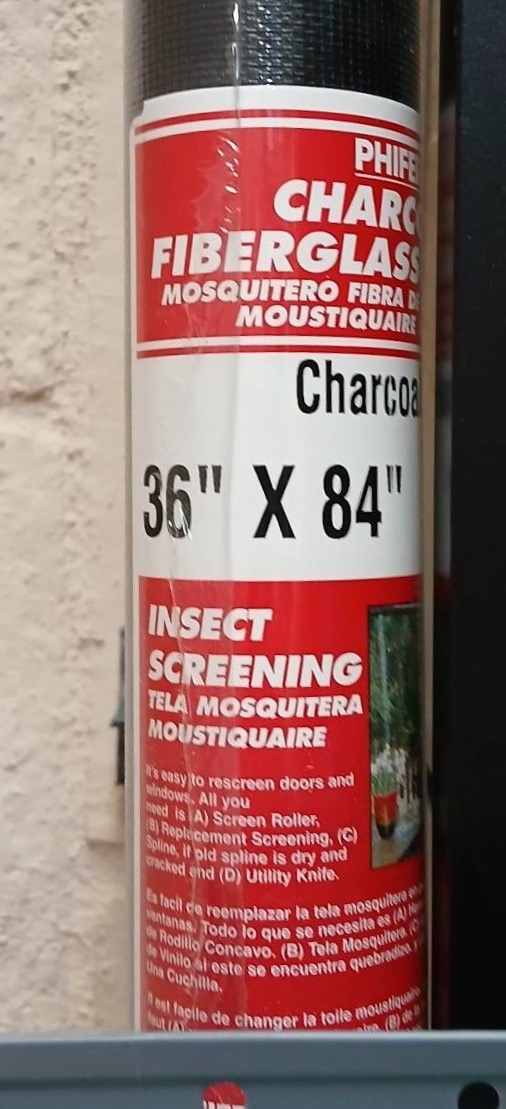 PHIFE
CHARC
FIBERGLASS
MOSQUITERO FIBRA D
MOUSTIQUAIRE
Charcoa
36" X 84"
INSECT
SCREENING
TELA MOSQUITERA
MOUSTIQUAIRE
It's easy to rescreen doors and
windows. All you
need is (A) Screen Roller,
(B) Replacement Screening, (C)
Spline, if old spline is dry and
cracked and (D) Utility Knife.
Es facil de reemplazar la tela mosquitera
ventanas. Todo lo que se necesita es (A)
de Rodillo Concavo. (B) Tela Mosquitera.
de Vinilo si este se encuentra quebradizo,
Una Cuchilla.
Il est facile de changer la toile moustiquaire
faut (A) (B) de